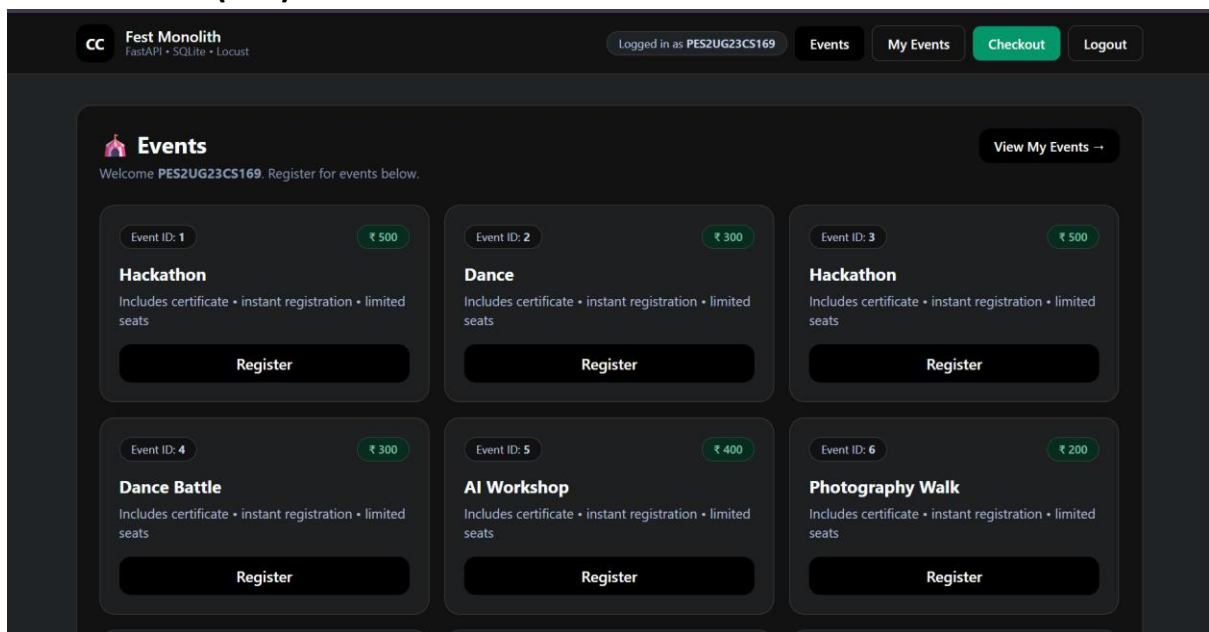 CC
Fest Monolith
FastAPI • SQLite • Locust
Logged in as PES2UG23CS169
Events
My Events
Checkout
Logout
Events
View My Events →
Welcome PES2UG23CS169. Register for events below.
Event ID: 1
₹ 500
Hackathon
Includes certificate • instant registration • limited
seats
Register
Event ID: 2
₹ 300
Dance
Includes certificate • instant registration • limited
seats
Register
Event ID: 3
₹ 500
Hackathon
Includes certificate • instant registration • limited
seats
Register
Event ID: 4
₹ 300
Dance Battle
Includes certificate • instant registration • limited
seats
Register
Event ID: 5
₹ 400
AI Workshop
Includes certificate • instant registration • limited
seats
Register
Event ID: 6
₹ 200
Photography Walk
Includes certificate • instant registration • limited
seats
Register